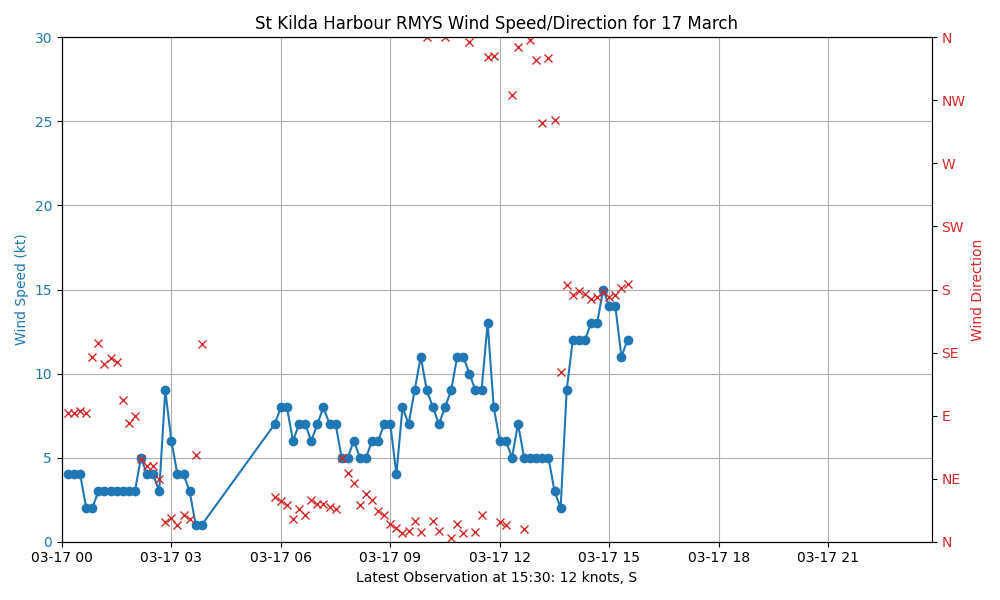 St Kilda Harbour RMYS Wind Speed/Direction for 17 March
30
25
20
15
10
5
0
Wind Speed (kt)
N
NW
W
SW
S
SE
E
NE
N
Wind Direction
03-17 00 03-17 03 03-17 06 03-17 09 03-17 12 03-17 15 03-17 18 03-17 21
Latest Observation at 15:30: 12 knots, S